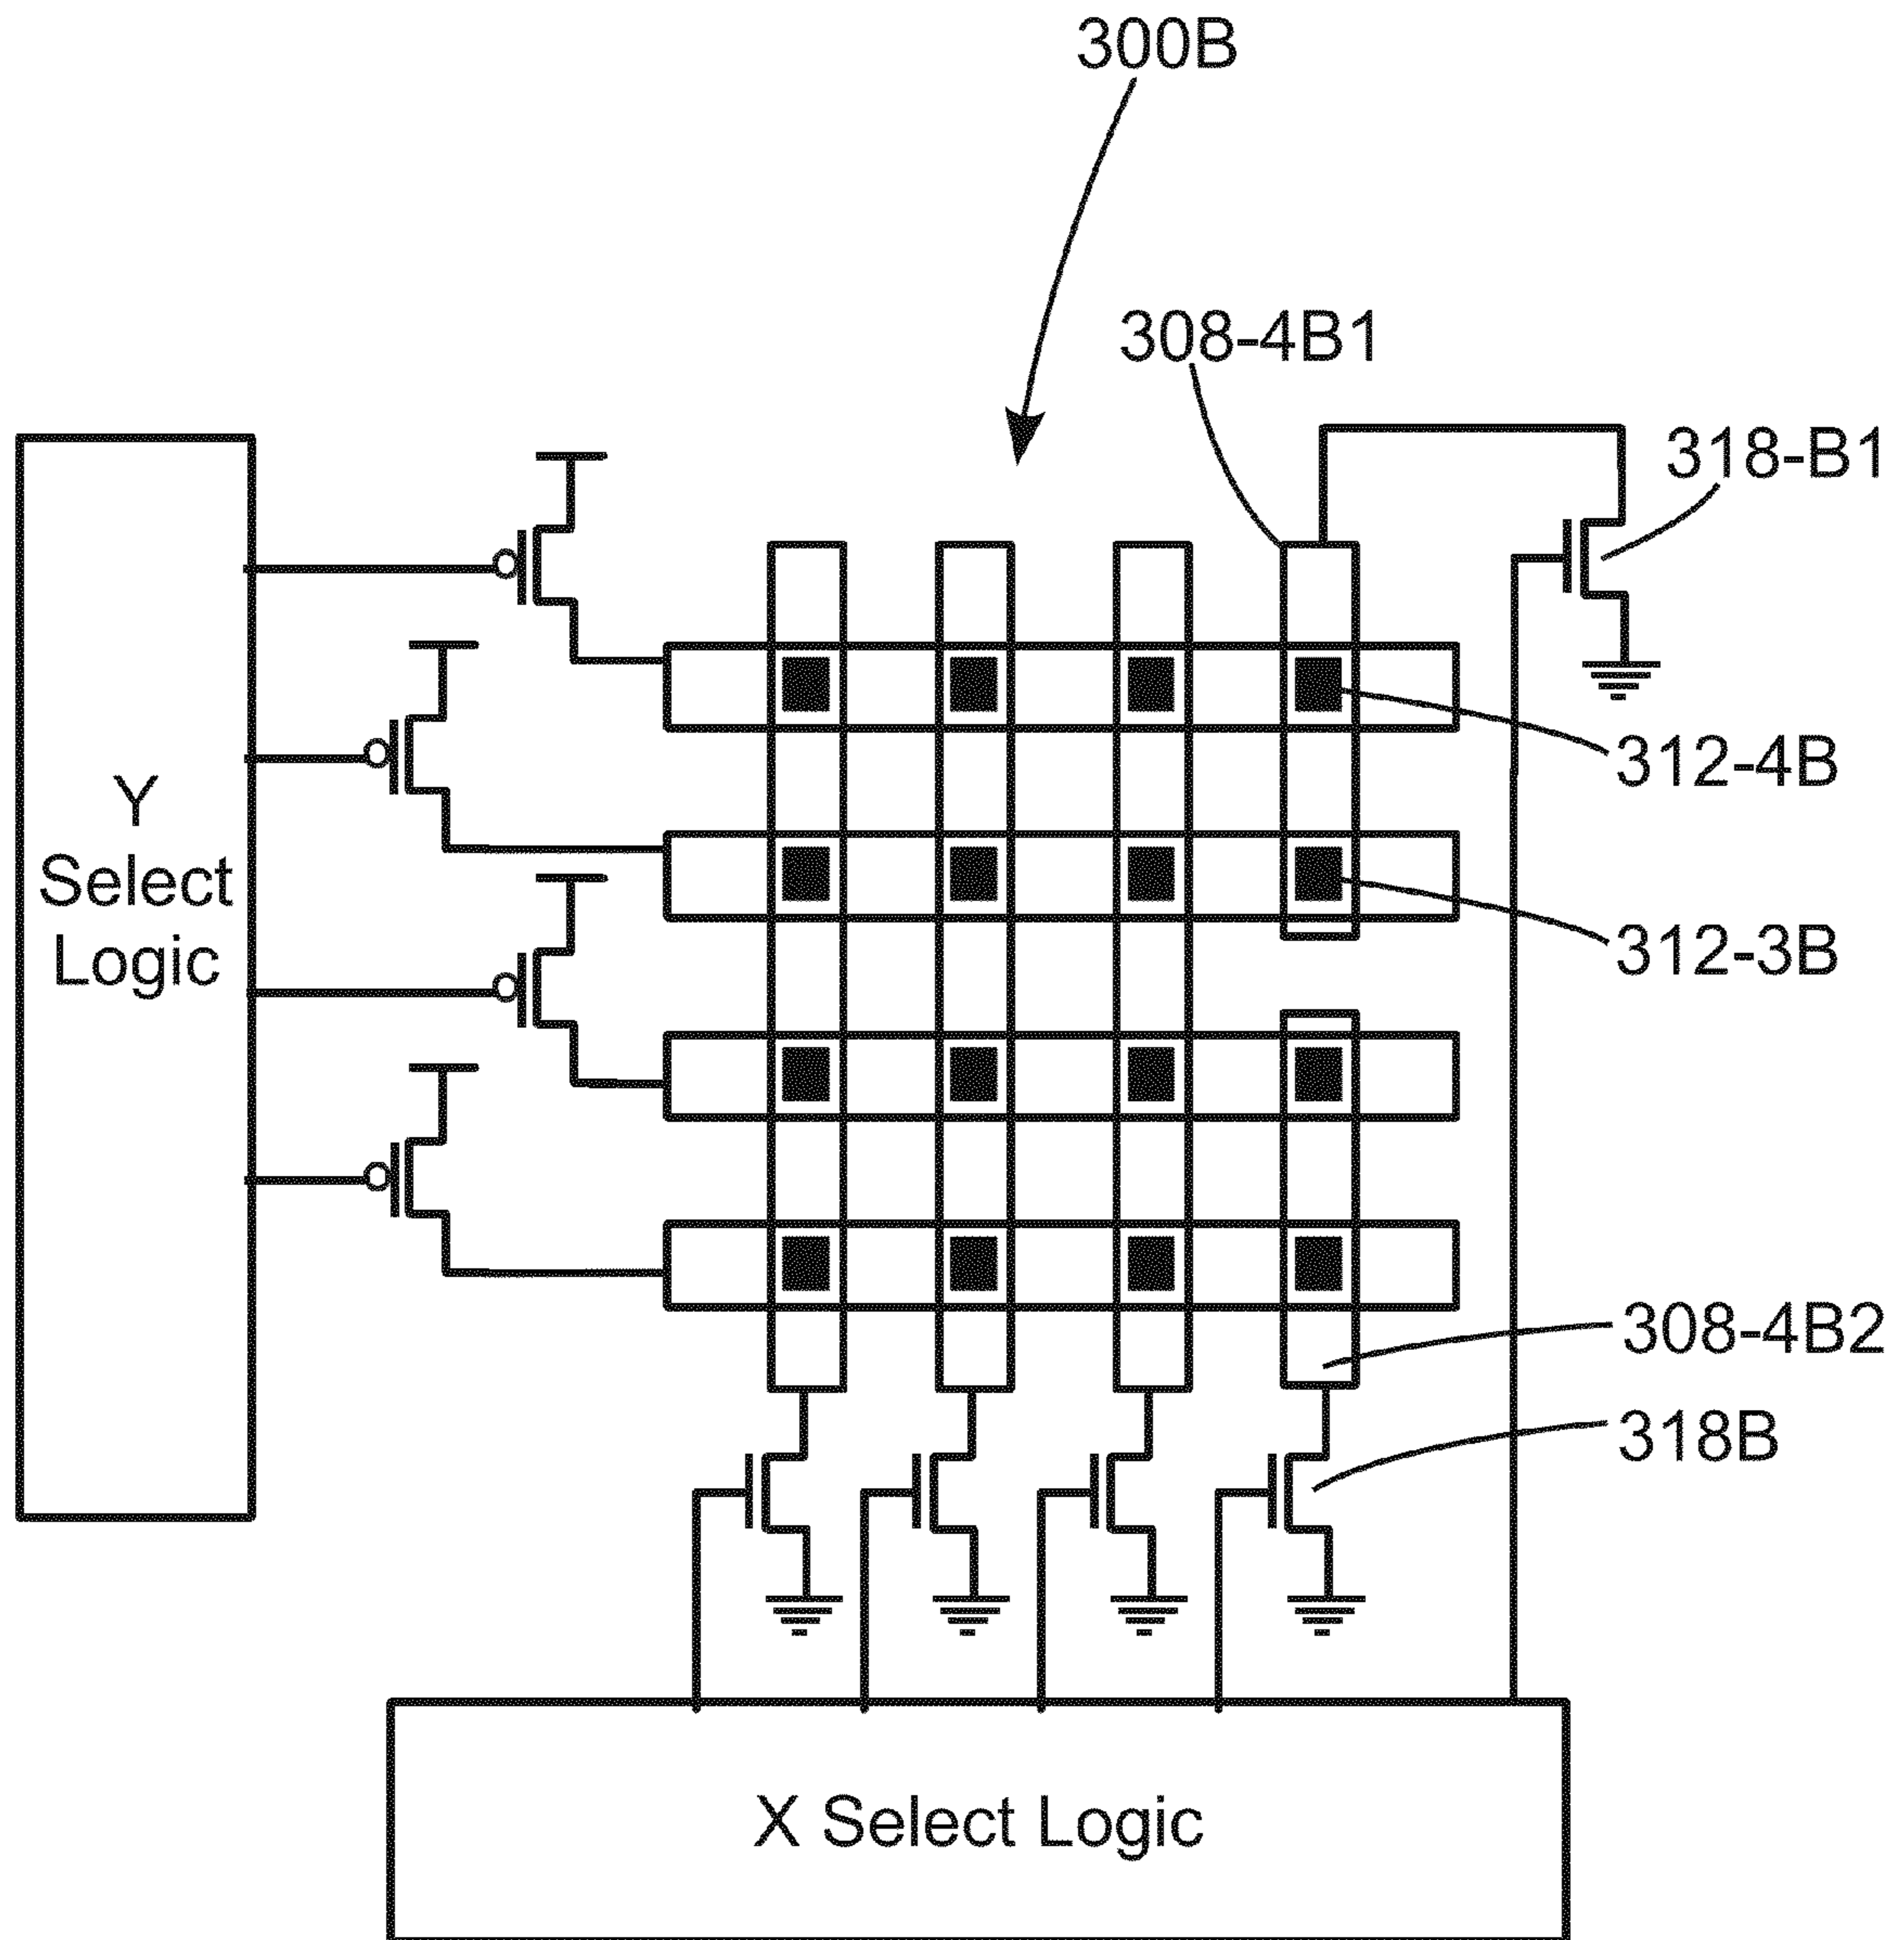 300B
308-4B1
318-B1
312-4B
Y
Select
Logic
312-3B
308-4B2
318B
X Select Logic